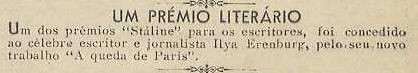 UM PRÉMIO LITERÁRIO
Um dos prémios "Stáline" para os escritores, foi concedido
ao célebre escritor e jornalista Ilya Erenburg, pelo seu novo
trabalho "A queda de Paris".